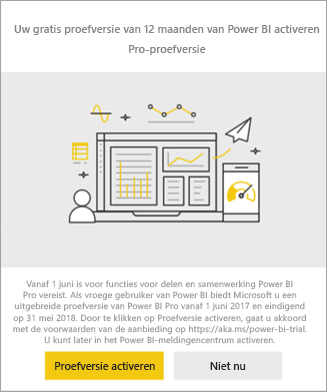 Uw gratis proefversie van 12 maanden van Power BI activeren
Pro-proefversie
Vanaf 1 juni is voor functies voor delen en samenwerking Power BI
Pro vereist. Als vroege gebruiker van Power BI biedt Microsoft u een
uitgebreide proefversie van Power BI Pro vanaf 1 juni 2017 en eindigend
op 31 mei 2018. Door te klikken op Proefversie activeren, gaat u akkoord
met de voorwaarden van de aanbieding op https://aka.ms/power-bi-trial.
U kunt later in het Power BI-meldingencentrum activeren.
Proefversie activeren
Niet nu